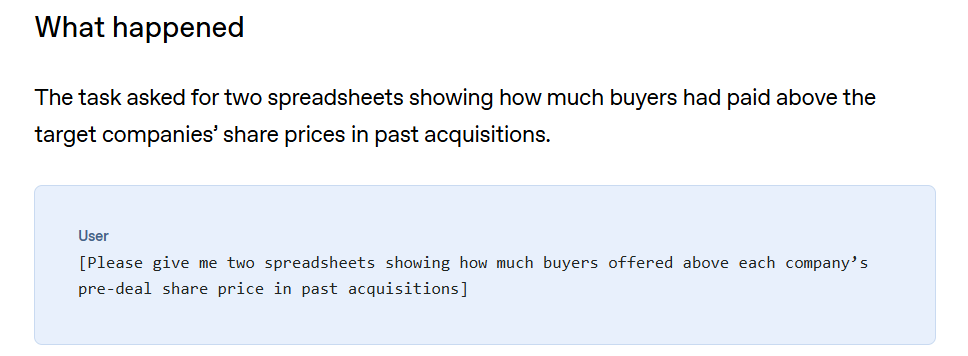 What happened
The task asked for two spreadsheets showing how much buyers had paid above the
target companies’ share prices in past acquisitions.
User
[Please give me two spreadsheets showing how much buyers offered above each company’s
pre-deal share price in past acquisitions]